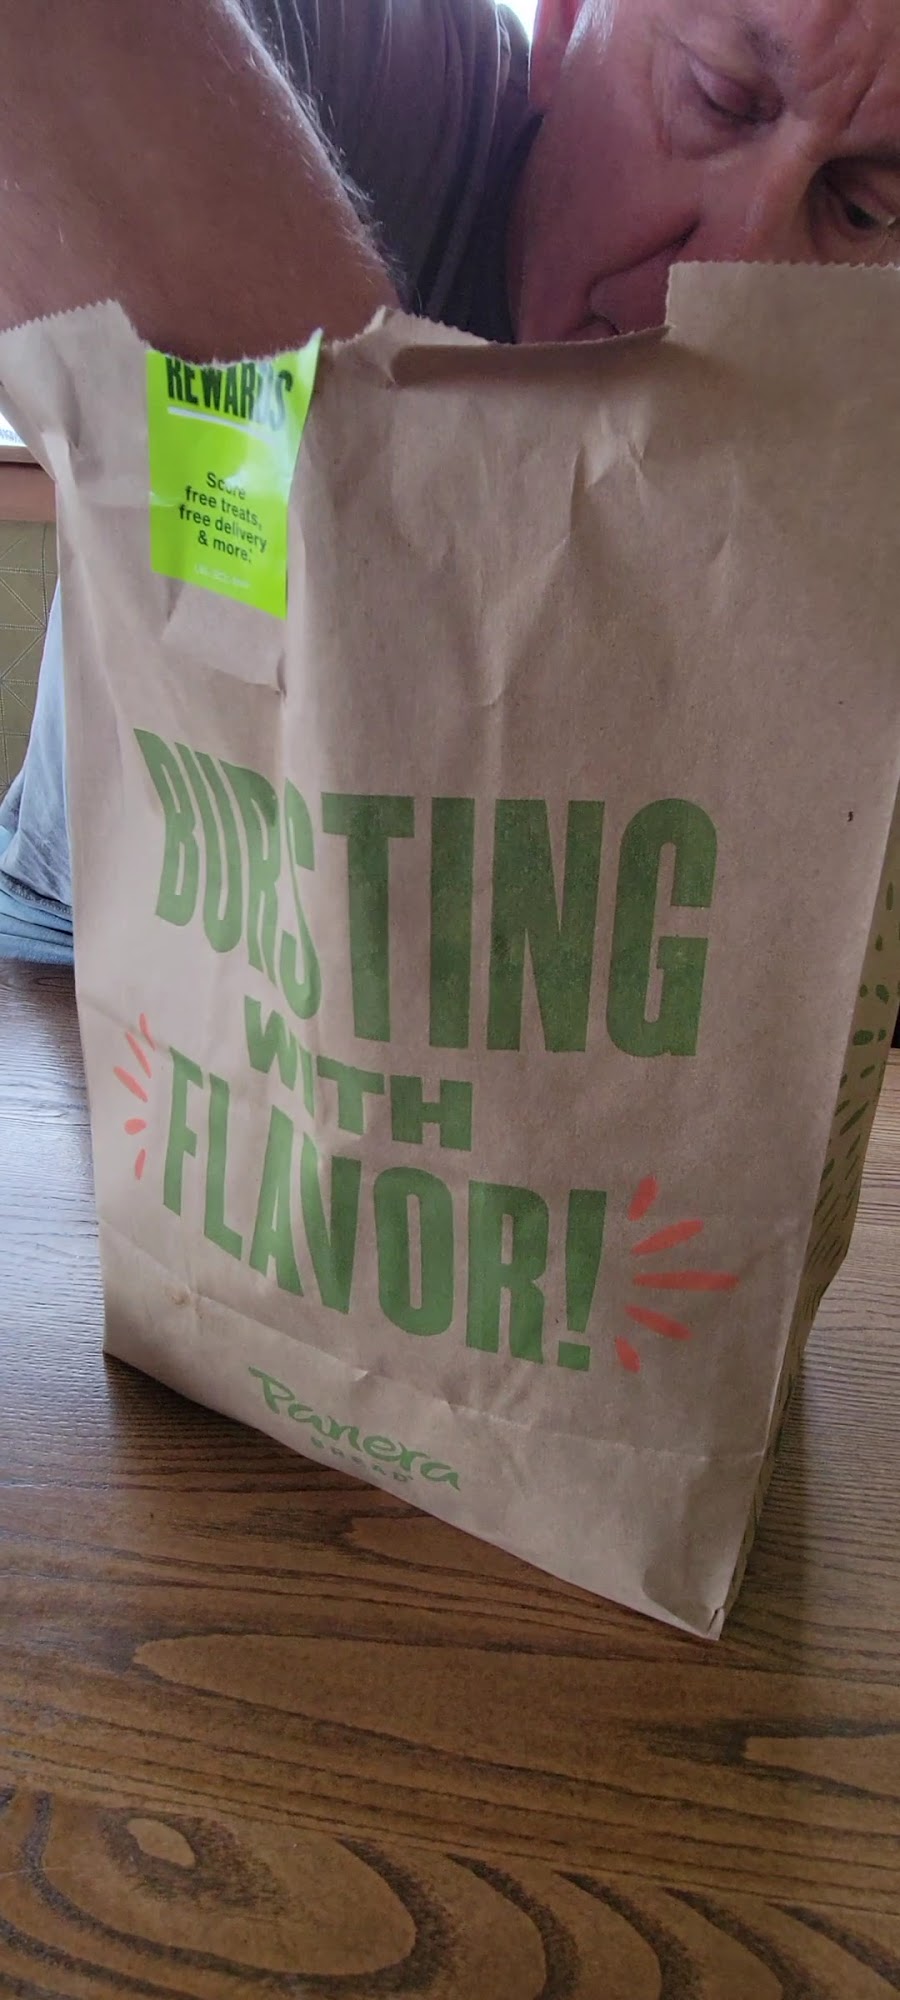 REWARDS
Score
free treats,
free delivery
& more.*
BURSTING
WITH
FLAVOR!
Panera
BREAD®